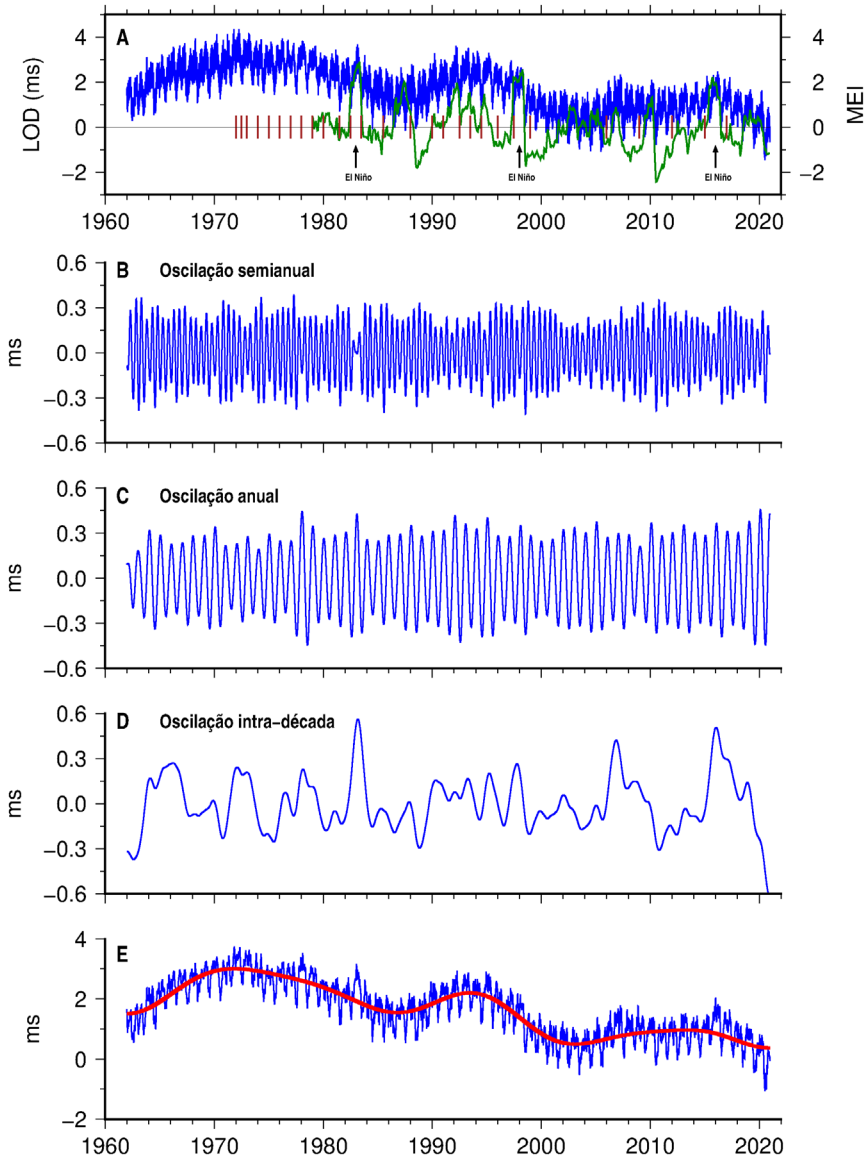 A
LOD (ms)
4
2
0
−2
4
2
0
−2
MEI
El Niño El Niño El Niño
1960 1970 1980 1990 2000 2010 2020
B Oscilação semianual
ms
0.6
0.3
0.0
−0.3
−0.6
C Oscilação anual
ms
0.6
0.3
0.0
−0.3
−0.6
D Oscilação intra−década
ms
0.6
0.3
0.0
−0.3
−0.6
E
ms
4
2
0
−2
1960 1970 1980 1990 2000 2010 2020